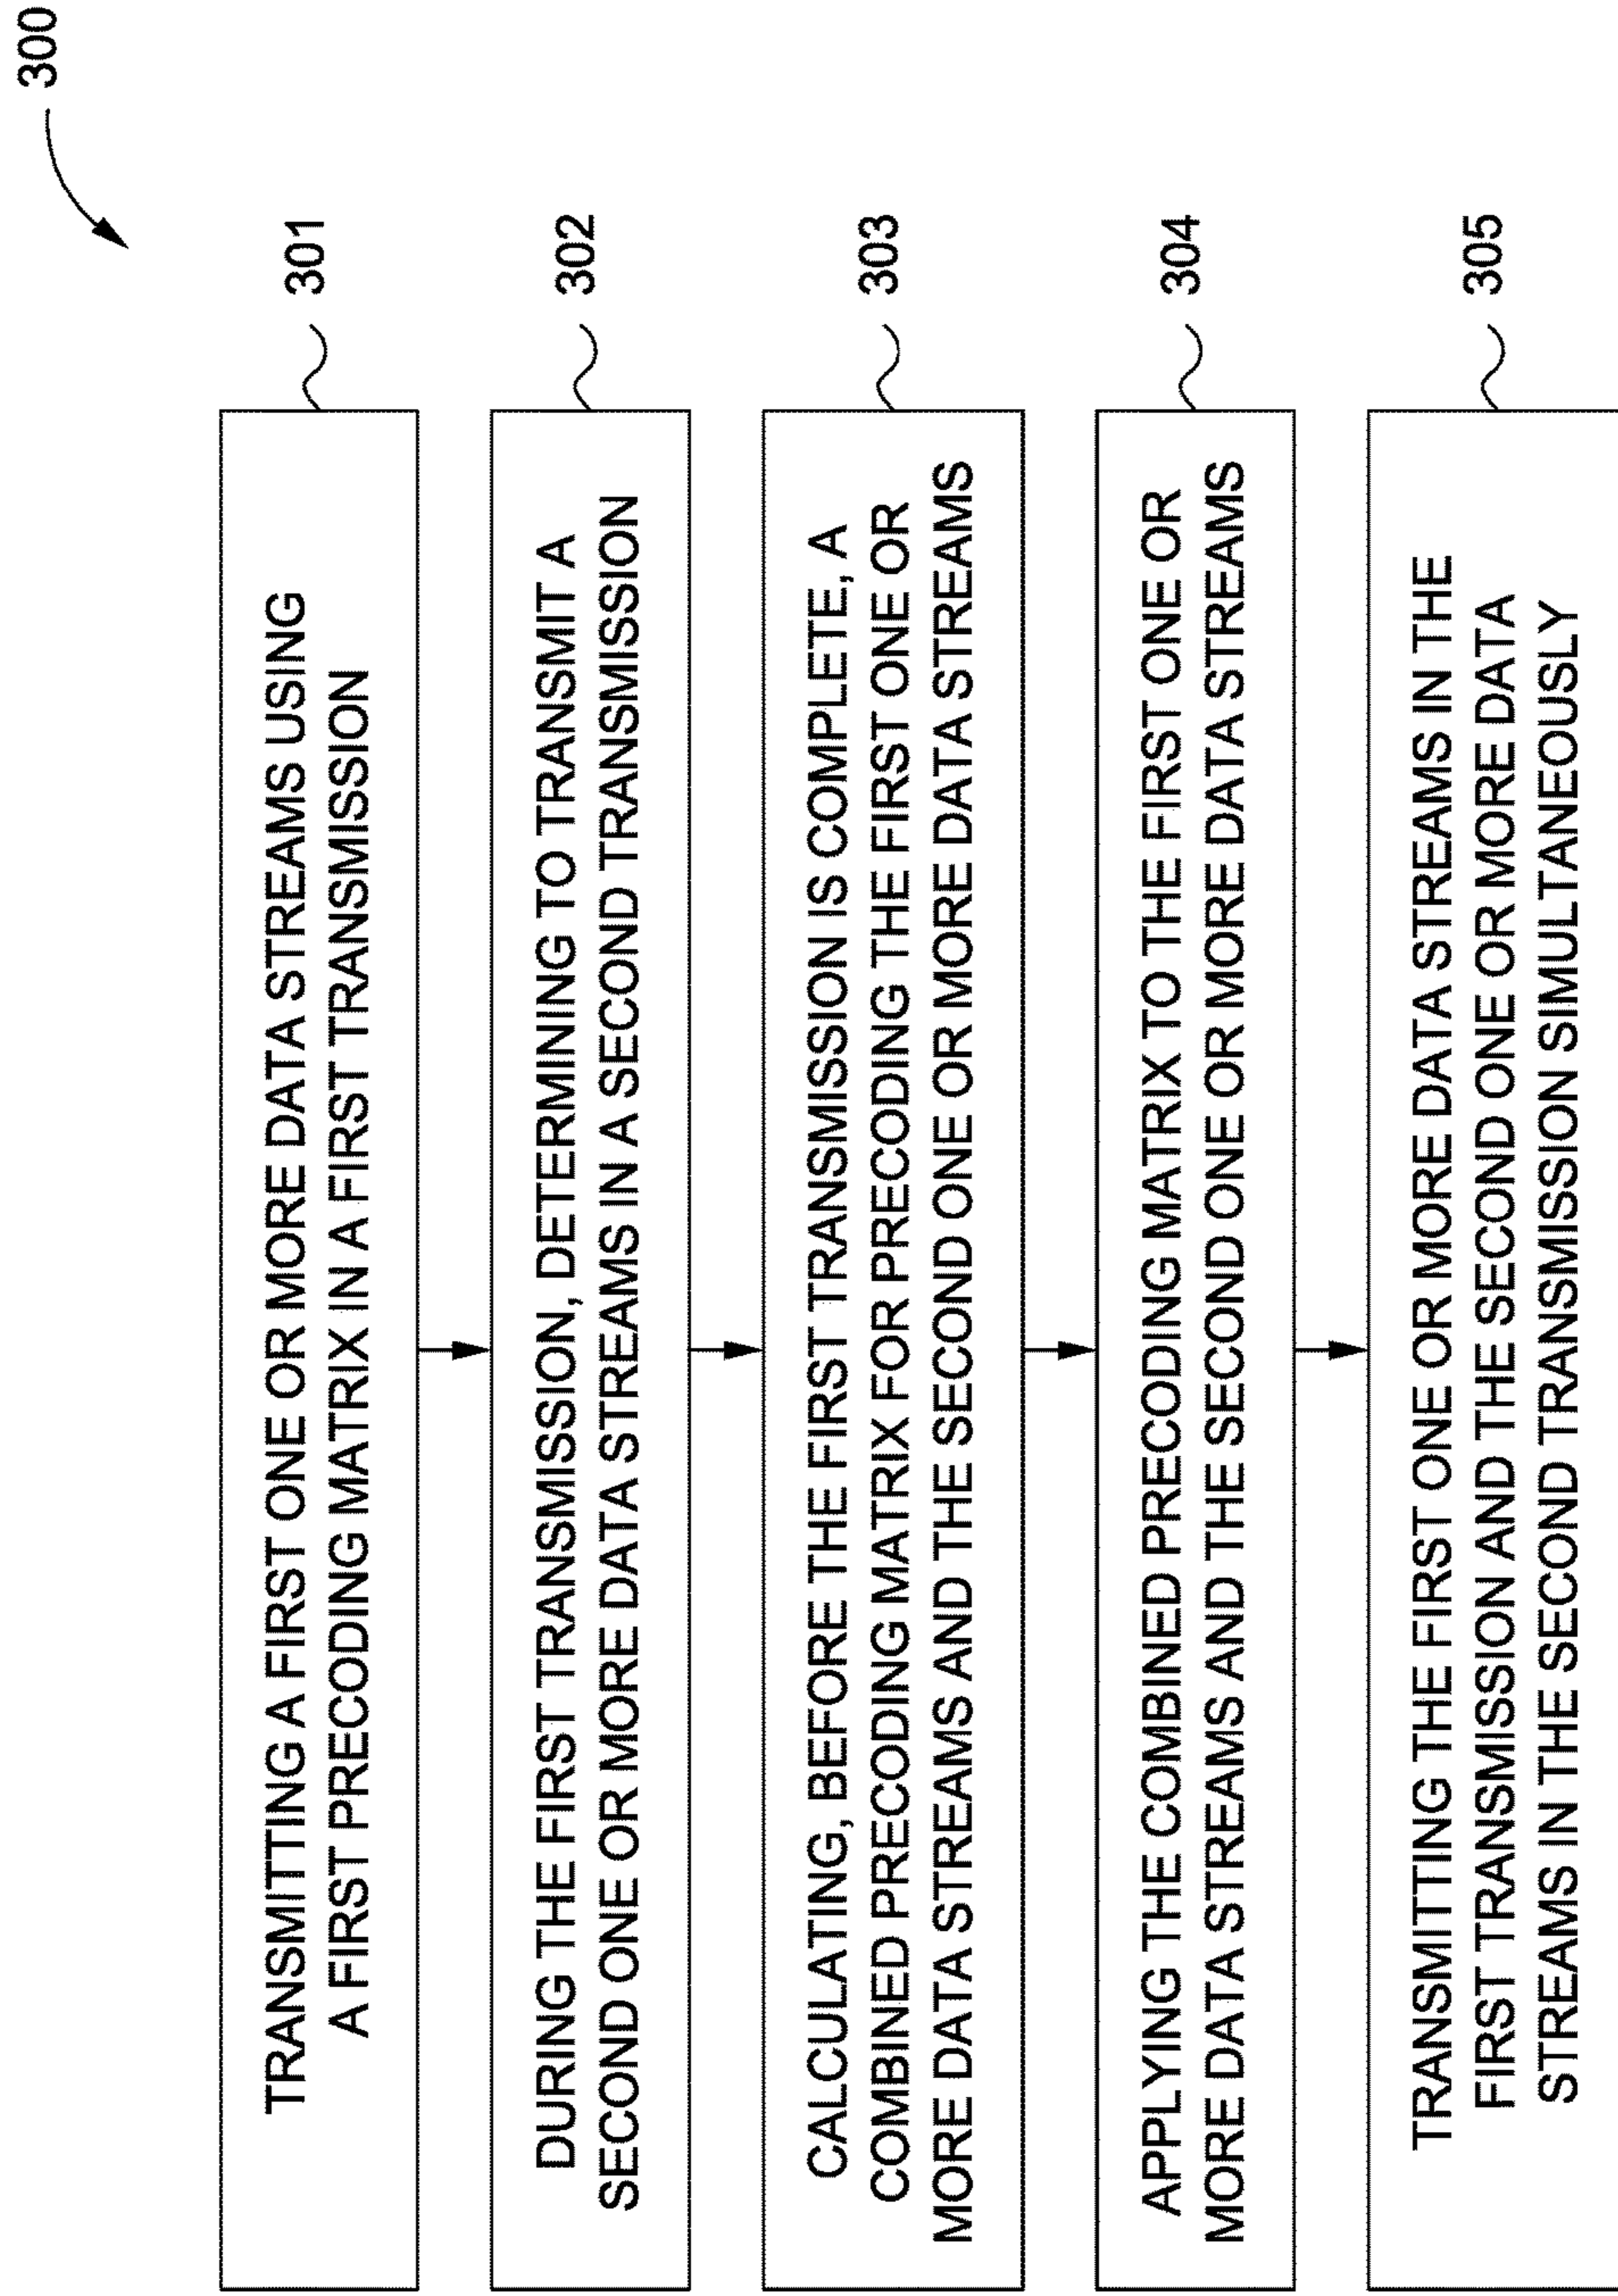 300
TRANSMITTING A FIRST ONE OR MORE DATA STREAMS USING
A FIRST PRECODING MATRIX IN A FIRST TRANSMISSION
301
DURING THE FIRST TRANSMISSION, DETERMINING TO TRANSMIT A
SECOND ONE OR MORE DATA STREAMS IN A SECOND TRANSMISSION
302
CALCULATING, BEFORE THE FIRST TRANSMISSION IS COMPLETE, A
COMBINED PRECODING MATRIX FOR PRECODING THE FIRST ONE OR
MORE DATA STREAMS AND THE SECOND ONE OR MORE DATA STREAMS
303
APPLYING THE COMBINED PRECODING MATRIX TO THE FIRST ONE OR
MORE DATA STREAMS AND THE SECOND ONE OR MORE DATA STREAMS
304
TRANSMITTING THE FIRST ONE OR MORE DATA STREAMS IN THE
FIRST TRANSMISSION AND THE SECOND ONE OR MORE DATA
STREAMS IN THE SECOND TRANSMISSION SIMULTANEOUSLY
305